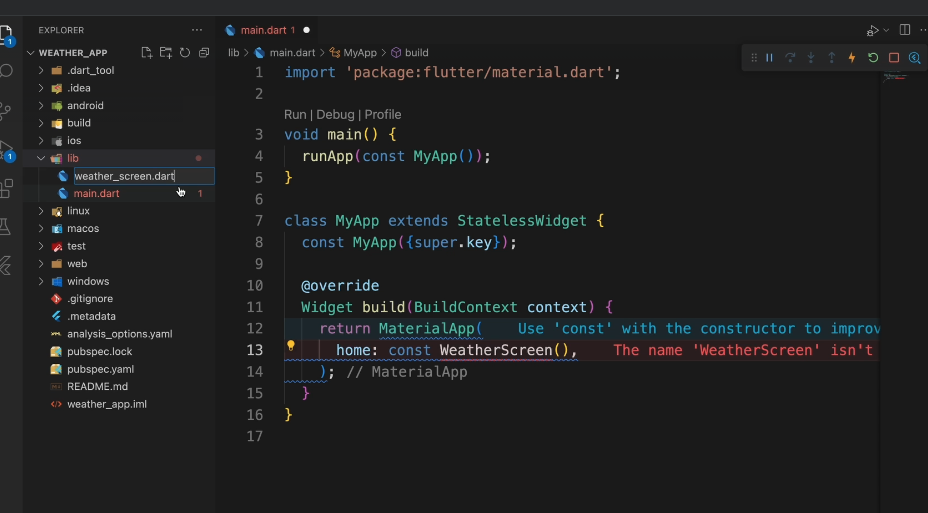 EXPLORER
WEATHER_APP
.dart_tool
.idea
android
build
ios
lib
weather_screen.dart
main.dart 1
linux
macos
test
web
windows
.gitignore
.metadata
analysis_options.yaml
pubspec.lock
pubspec.yaml
README.md
weather_app.iml
1
1
main.dart 1
lib > main.dart > MyApp > build
1 import 'package:flutter/material.dart';
2
Run | Debug | Profile
3 void main() {
4 runApp(const MyApp());
5 }
6
7 class MyApp extends StatelessWidget {
8 const MyApp({super.key});
9
10 @override
11 Widget build(BuildContext context) {
12 return MaterialApp( Use 'const' with the constructor to improv
13 home: const WeatherScreen(), The name 'WeatherScreen' isn't
14 ); // MaterialApp
15 }
16 }
17